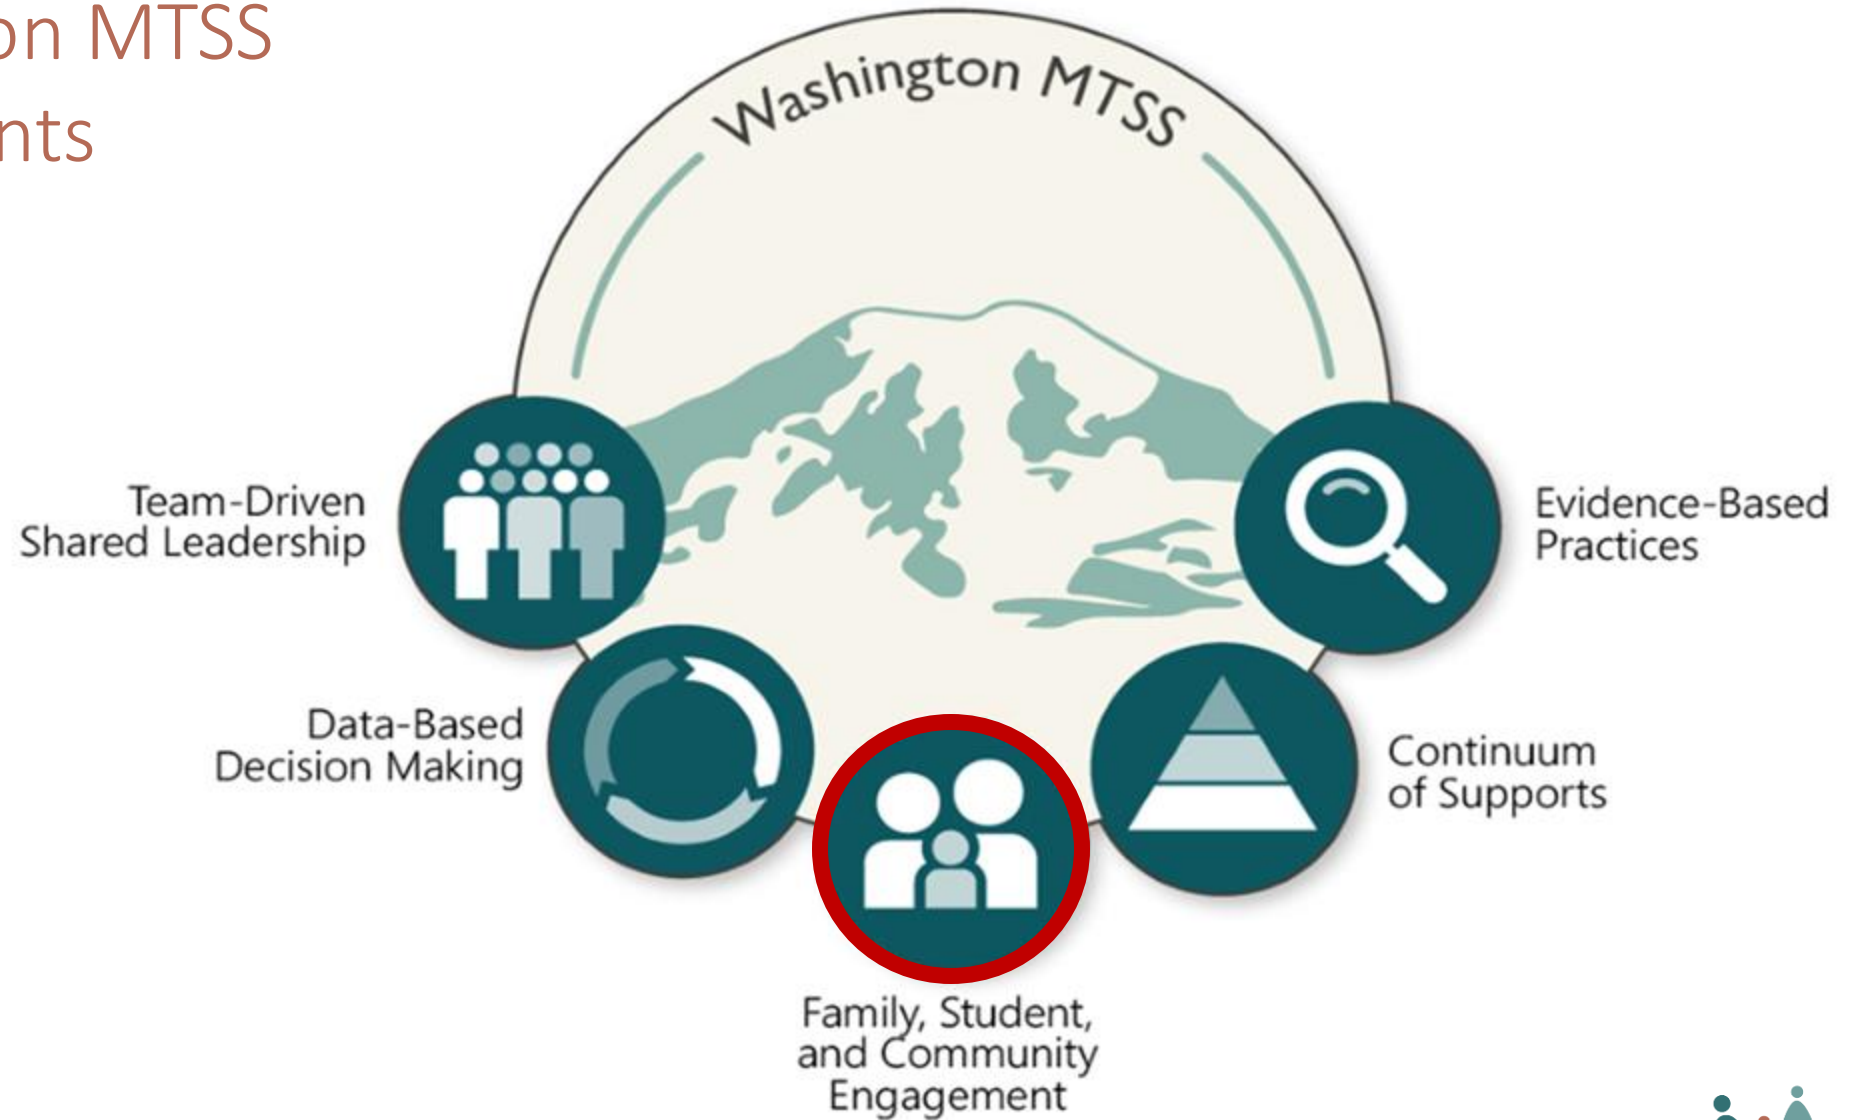 on MTSS
nts
Washington MTSS
Team-Driven
Shared Leadership
Evidence-Based
Practices
Data-Based
Decision Making
Continuum
of Supports
Family, Student,
and Community
Engagement